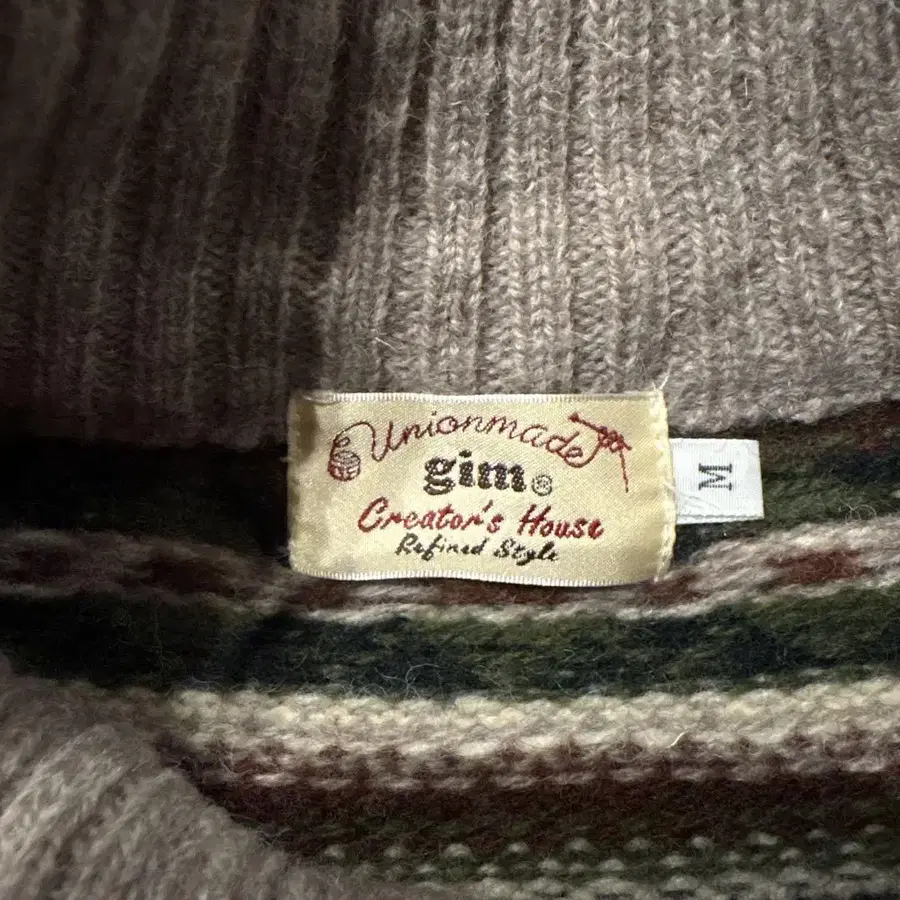 Unionmade
gim®
Creator's House
Refined Style
M